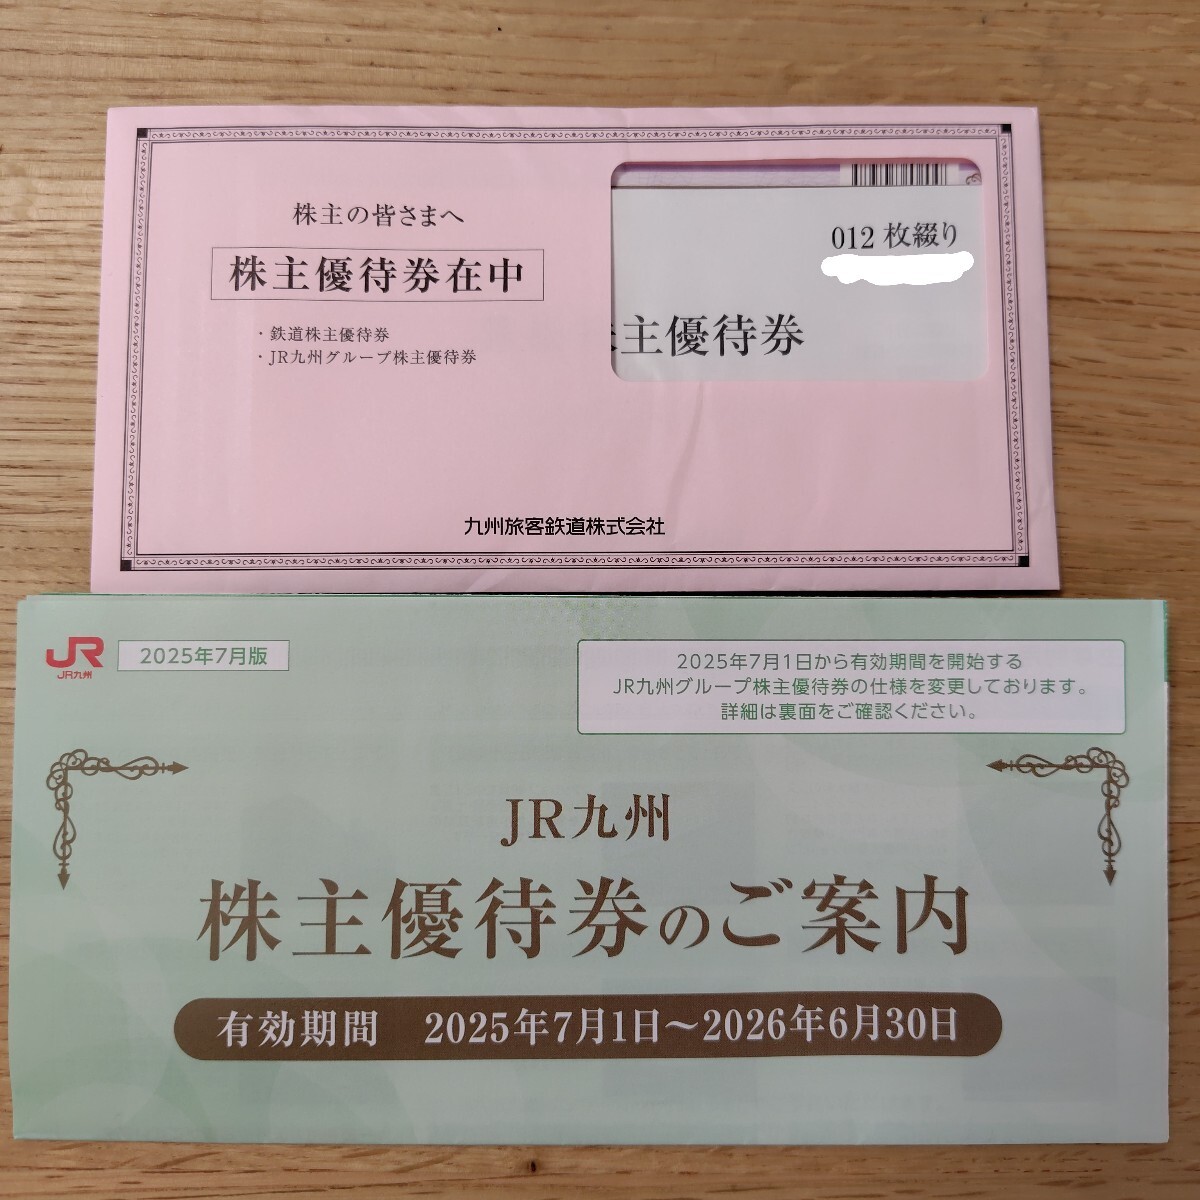 株主の皆さまへ
株主優待券在中
・鉄道株主優待券
・JR九州グループ株主優待券
012 枚綴り
主優待券
九州旅客鉄道株式会社
JR
JR九州
2025年7月版
2025年7月1日から有効期間を開始する
JR九州グループ株主優待券の仕様を変更しております。
詳細は裏面をご確認ください。
JR九州
株主優待券のご案内
有効期間 2025年7月1日～2026年6月30日